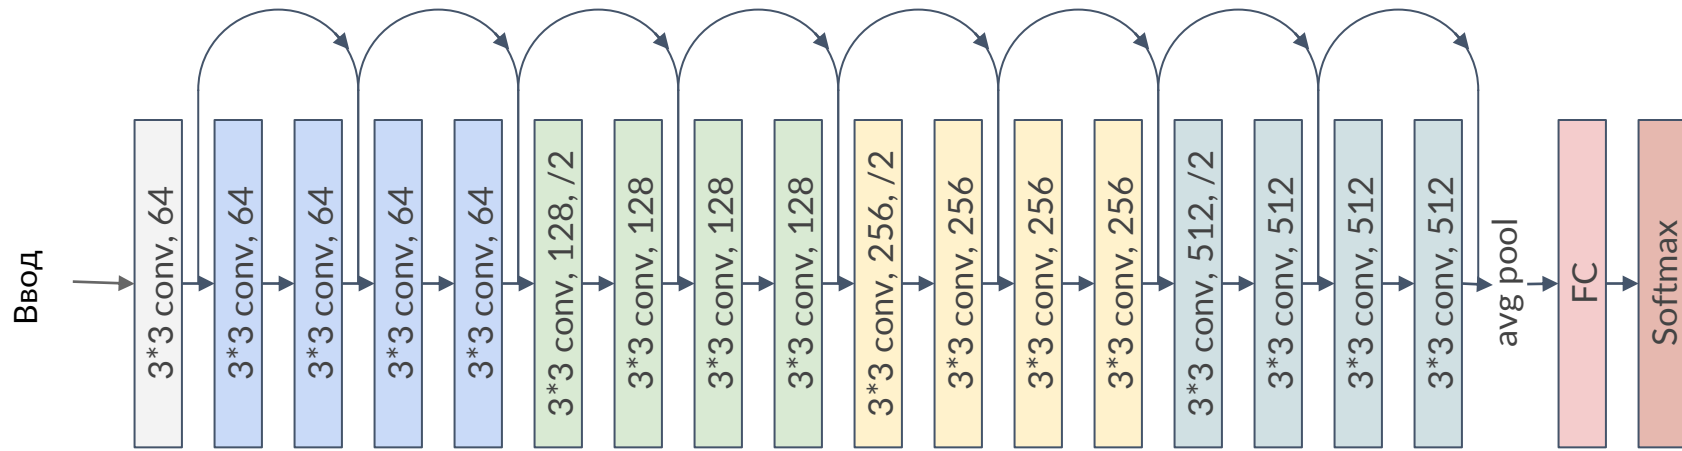 Ввод
3*3 conv, 64
3*3 conv, 64
3*3 conv, 64
3*3 conv, 64
3*3 conv, 64
3*3 conv, 128, /2
3*3 conv, 128
3*3 conv, 128
3*3 conv, 128
3*3 conv, 256, /2
3*3 conv, 256
3*3 conv, 256
3*3 conv, 256
3*3 conv, 512, /2
3*3 conv, 512
3*3 conv, 512
3*3 conv, 512
avg pool
FC
Softmax